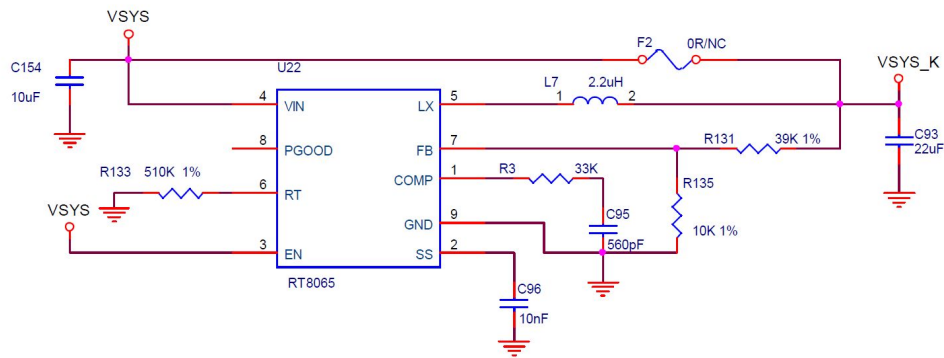 VSYS
F2 0R/NC
C154
10uF
U22
VSYS_K
L7 2.2uH
4 VIN LX 5 1 2
C93
22uF
8 PGOOD FB 7 R131 39K 1%
R133 510K 1% COMP 1 R3 33K
6 RT R135
VSYS
GND 9 C95
10K 1%
560pF
3 EN SS 2
RT8065
C96
10nF